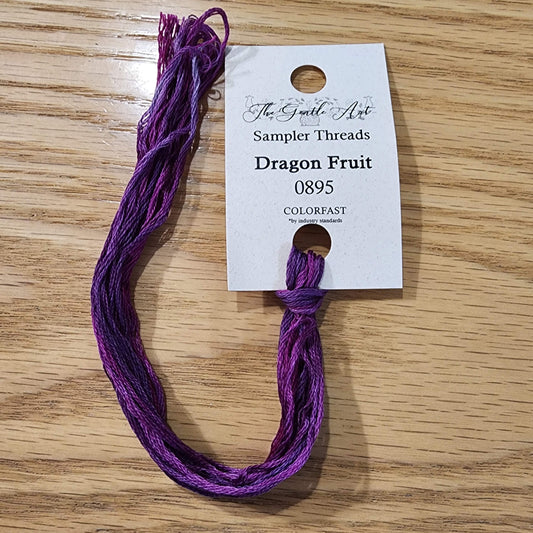 The Gentle Art
Sampler Threads
Dragon Fruit
0895
COLORFAST
*by industry standards